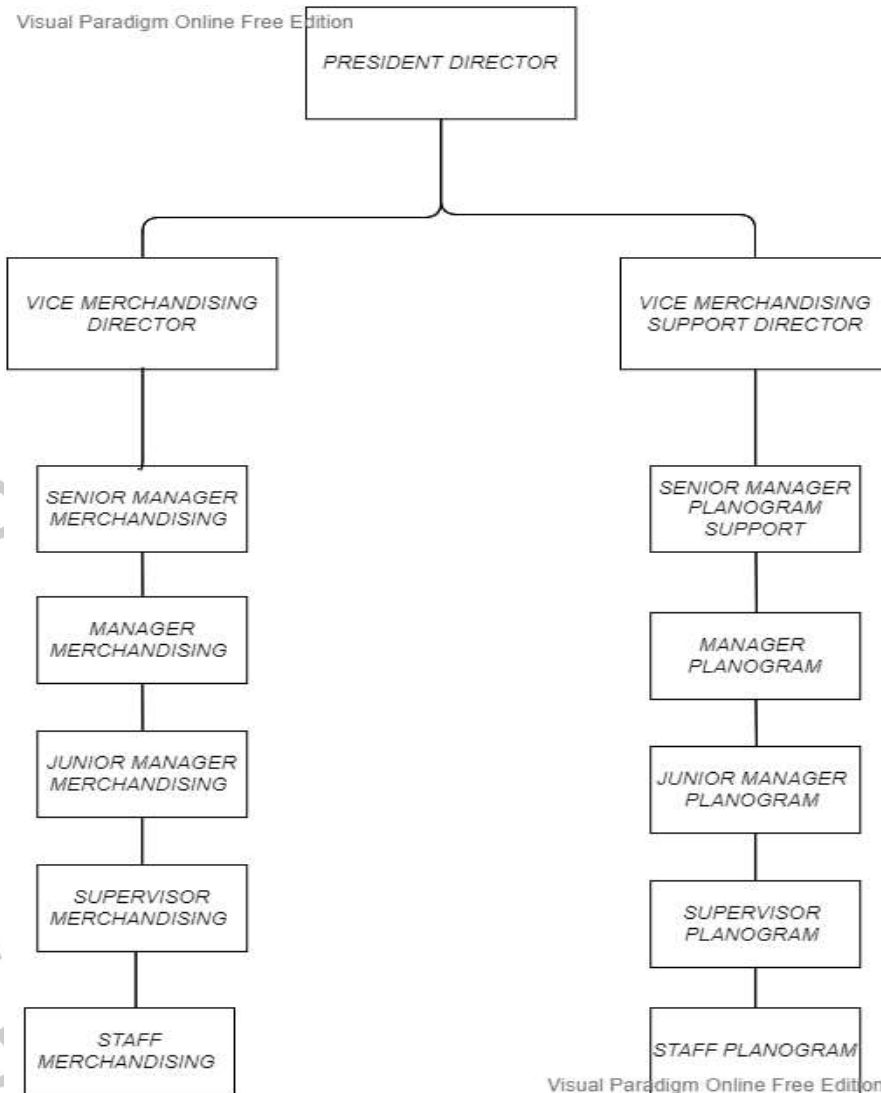 Visual Paradigm Online Free Edition
PRESIDENT DIRECTOR
VICE MERCHANDISING
DIRECTOR
VICE MERCHANDISING
SUPPORT DIRECTOR
SENIOR MANAGER
MERCHANDISING
SENIOR MANAGER
PLANOGRAM
SUPPORT
MANAGER
MERCHANDISING
MANAGER
PLANOGRAM
JUNIOR MANAGER
MERCHANDISING
JUNIOR MANAGER
PLANOGRAM
SUPERVISOR
MERCHANDISING
SUPERVISOR
PLANOGRAM
STAFF
MERCHANDISING
STAFF PLANOGRAM
Visual Paradigm Online Free Edition